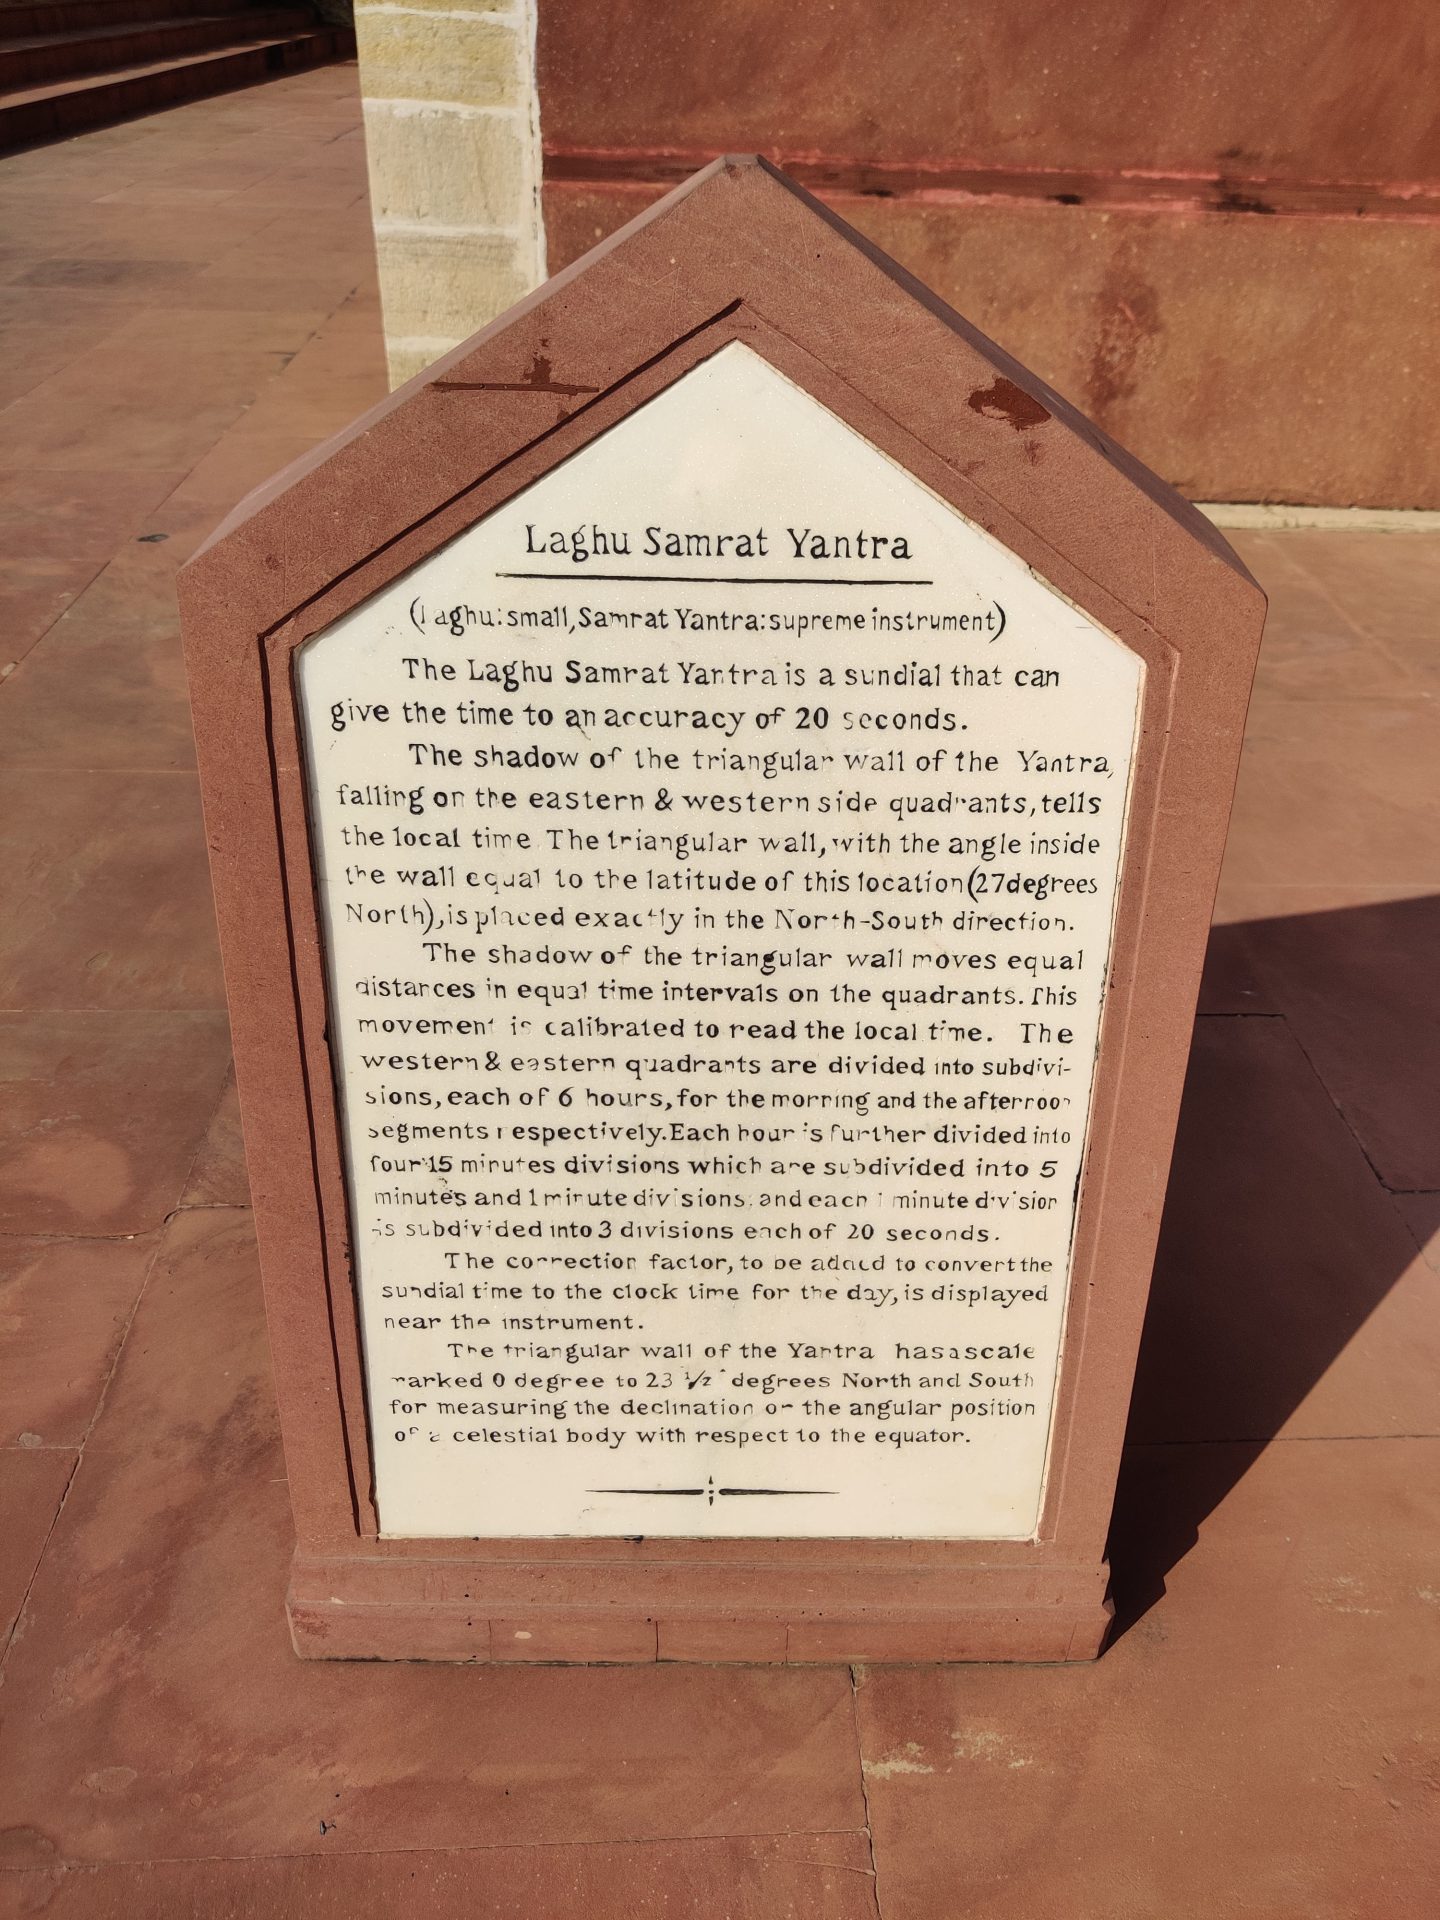 Laghu Samrat Yantra
(Laghu: small, Samrat Yantra: supreme instrument)
The Laghu Samrat Yantra is a sundial that can
give the time to an accuracy of 20 seconds.
The shadow of the triangular wall of the Yantra,
falling on the eastern & western side quadrants, tells
the local time. The triangular wall, with the angle inside
the wall equal to the latitude of this location (27 degrees
North), is placed exactly in the North-South direction.
The shadow of the triangular wall moves equal
distances in equal time intervals on the quadrants. This
movement is calibrated to read the local time. The
western & eastern quadrants are divided into subdivi-
sions, each of 6 hours, for the morning and the afternoon
segments respectively. Each hour is further divided into
four 15 minutes divisions which are subdivided into 5
minutes and 1 minute divisions, and each 1 minute division
is subdivided into 3 divisions each of 20 seconds.
The correction factor, to be added to convert the
sundial time to the clock time for the day, is displayed
near the instrument.
The triangular wall of the Yantra has a scale
marked 0 degree to 23 1/2 degrees North and South
for measuring the declination or the angular position
of a celestial body with respect to the equator.